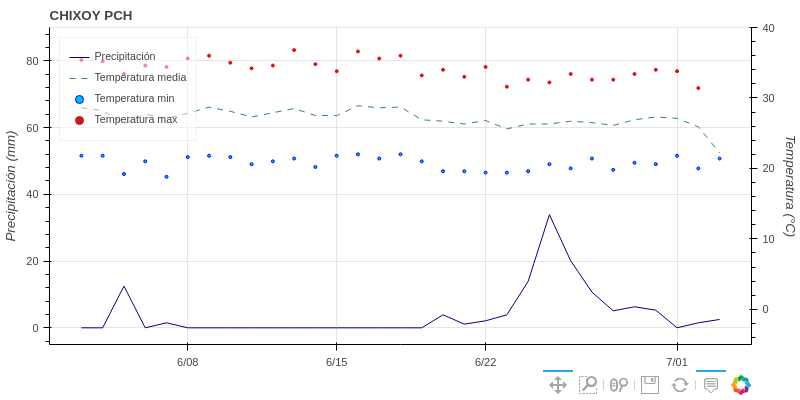 CHIXOY PCH
Precipitación
Temperatura media
Temperatura min
Temperatura max
Precipitación (mm)
80
60
40
20
0
Temperatura (°C)
40
30
20
10
0
6/08
6/15
6/22
7/01